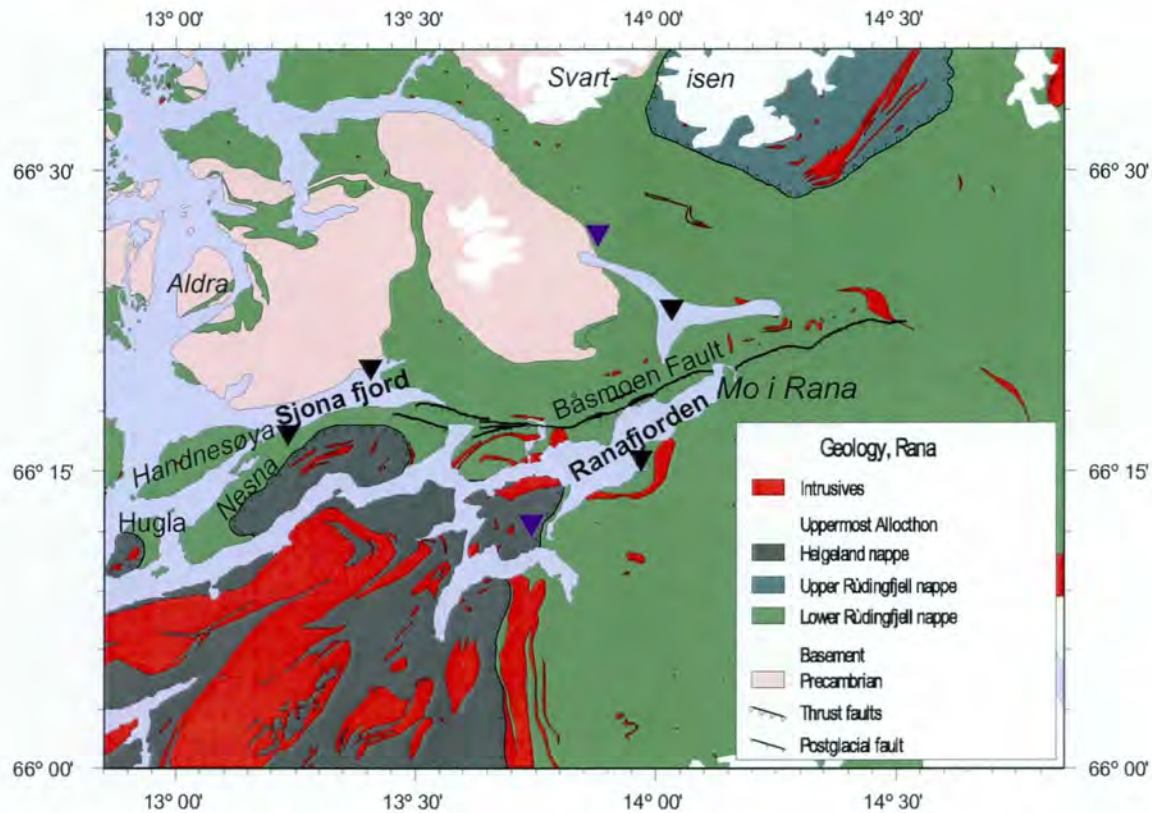 13° 00' 13° 30' 14° 00' 14° 30'
Svart- isen
66° 30' 66° 30'
Aldra
Båsmoen Fault
Mo i Rana
Sjona fjord
Ranafjorden
Handnesøya
Nesna
66° 15' 66° 15'
Hugla
Geology, Rana
Intrusives
Uppermost Allocthon
Helgeland nappe
Upper Rùdingfjell nappe
Lower Rùdingfjell nappe
Basement
Precambrian
Thrust faults
Postglacial fault
66° 00' 66° 00'
13° 00' 13° 30' 14° 00' 14° 30'